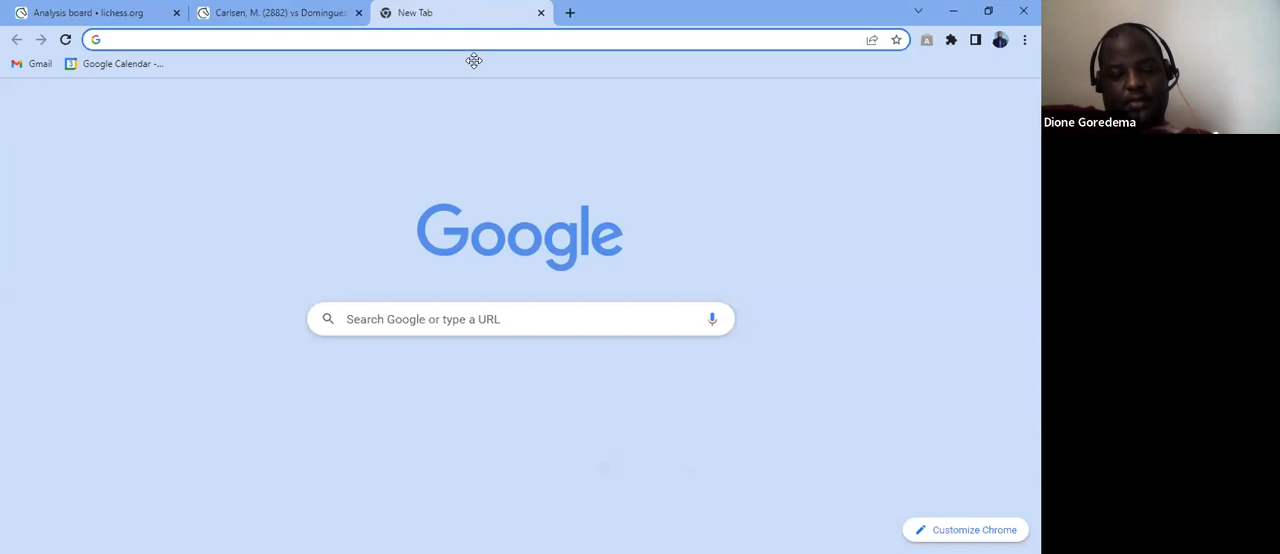 Analysis board • lichess.org
Carlsen, M. (2882) vs Dominguez
New Tab
Gmail
Google Calendar -...
Dione Goredema
Google
Search Google or type a URL
Customize Chrome